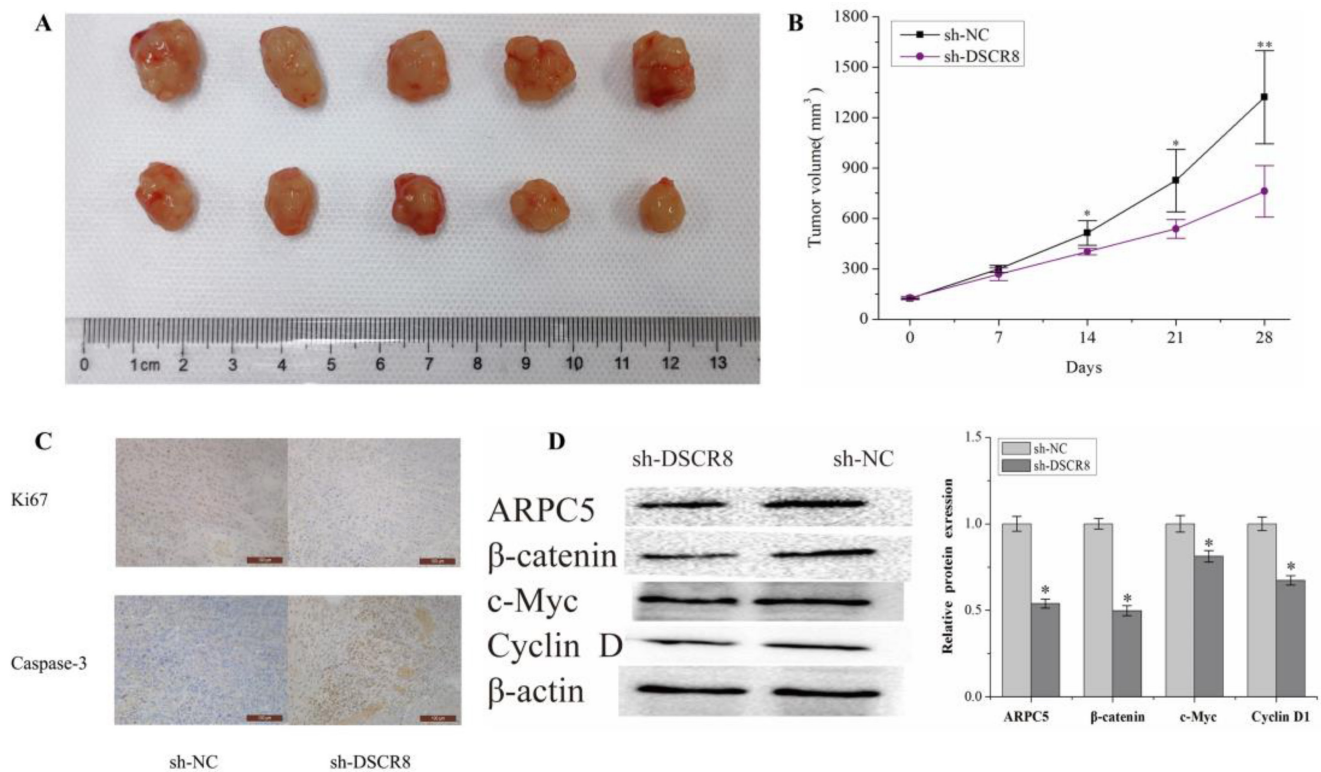 A
0 1cm 2 3 4 5 6 7 8 9 10 11 12 13
B
sh-NC
sh-DSCR8
Tumor volume( mm³ )
1800
1500
1200
900
600
300
0
*
*
**
0 7 14 21 28
Days
C
Ki67
Caspase-3
sh-NC sh-DSCR8
D
sh-DSCR8 sh-NC
ARPC5
β-catenin
c-Myc
Cyclin D
β-actin
sh-NC
sh-DSCR8
Relative protein exression
1.5
1.0
0.5
0.0
* * * *
ARPC5 β-catenin c-Myc Cyclin D1